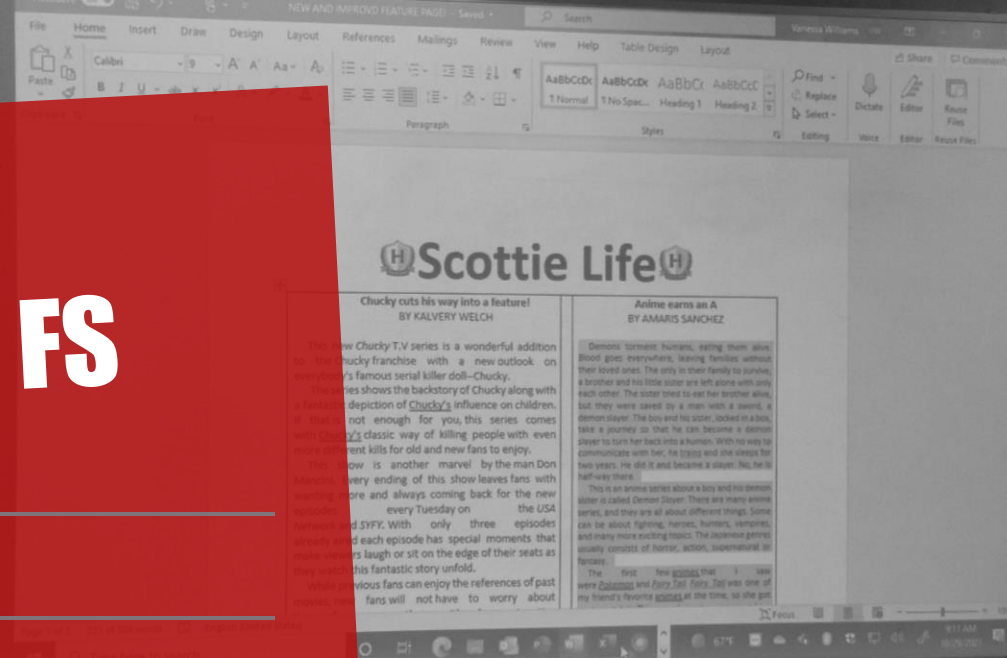 NEW AND IMPROVD FEATURE PAGE! - Saved
Search
Vanessa Williams
File Home Insert Draw Design Layout References Mailings Review View Help Table Design Layout
Share Comment
Paste
Calibri 9
B I U
Paragraph
AaBbCcDc AaBbCcDc AaBbCc AaBbCcC
¶ Normal ¶ No Spac... Heading 1 Heading 2
Styles
Find
Replace
Select
Editing
Dictate
Voice
Editor
Editor
Reuse
Files
Reuse Files
FS
H Scottie Life H
Chucky cuts his way into a feature!
BY KALVERY WELCH
This new Chucky T.V series is a wonderful addition
to the Chucky franchise with a new outlook on
everybody's famous serial killer doll–Chucky.
The series shows the backstory of Chucky along with
a fantastic depiction of Chucky's influence on children.
If that is not enough for you, this series comes
with Chucky's classic way of killing people with even
more different kills for old and new fans to enjoy.
This show is another marvel by the man Don
Mancini. Every ending of this show leaves fans with
wanting more and always coming back for the new
episodes every Tuesday on the USA
Network and SYFY. With only three episodes
already aired each episode has special moments that
make viewers laugh or sit on the edge of their seats as
they watch this fantastic story unfold.
While previous fans can enjoy the references of past
movies, new fans will not have to worry about
Anime earns an A
BY AMARIS SANCHEZ
Demons torment humans, eating them alive.
Blood goes everywhere, leaving families without
their loved ones. The only in their family to survive,
a brother and his little sister are left alone with only
each other. The sister tried to eat her brother alive,
but they were saved by a man with a sword, a
demon slayer. The boy and his sister, locked in a box,
take a journey so that he can become a demon
slayer to turn her back into a human. With no way to
communicate with her, he trains and she sleeps for
two years. He did it and became a slayer. No, he is
half-way there.
This is an anime series about a boy and his demon
sister is called Demon Slayer. There are many anime
series, and they are all about different things. Some
can be about fighting, heroes, hunters, vampires,
and many more exciting topics. The Japanese genres
usually consists of horror, action, supernatural or
fantasy.
The first few animes that I saw
were Pokemon and Fairy Tail. Fairy Tail was one of
my friend's favorite animes at the time, so she got
Focus
67°F
9:17 AM